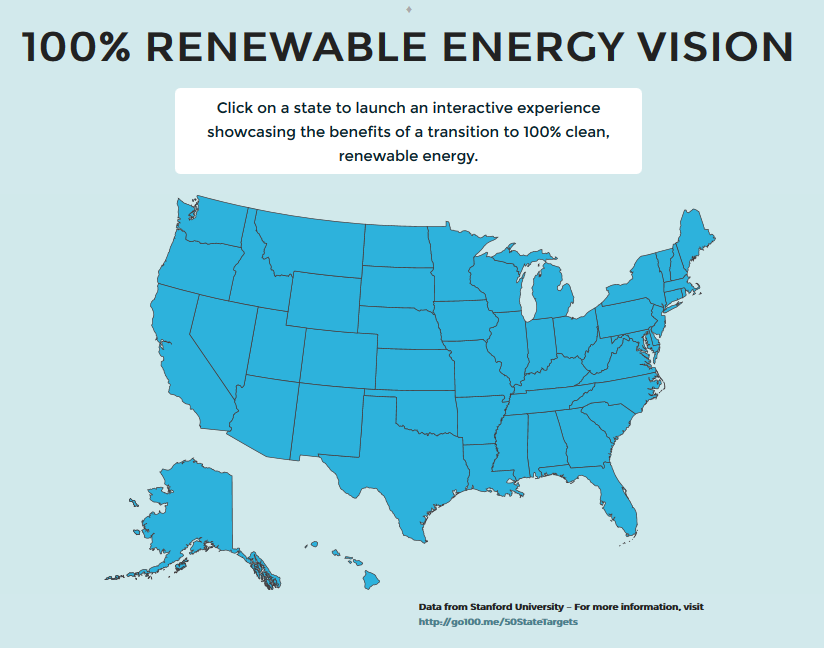 100% RENEWABLE ENERGY VISION
Click on a state to launch an interactive experience
showcasing the benefits of a transition to 100% clean,
renewable energy.
Data from Stanford University – For more information, visit
http://go100.me/50StateTargets